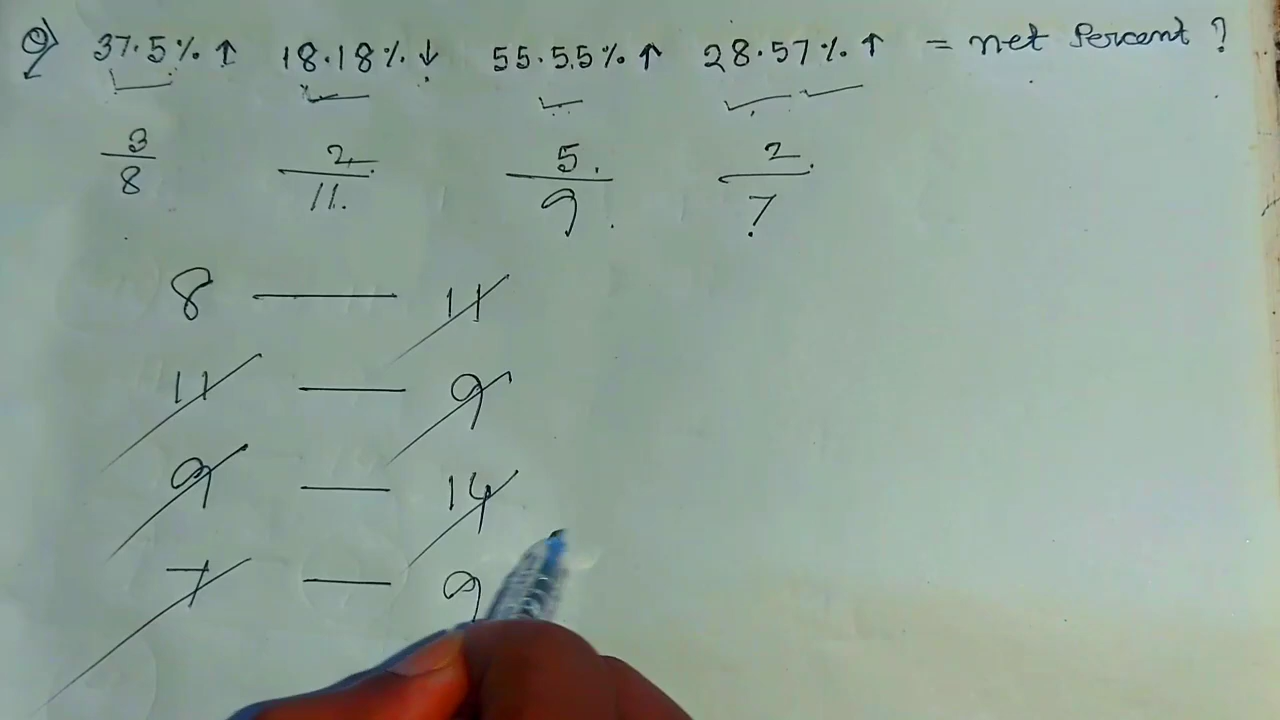 Q) 37.5% ↑ 18.18% ↓ 55.55% ↑ 28.57% ↑ = net Percent ?
3/8 2/11 5/9 2/7
8 — 11
11 — 9
9 — 14
7 — 9